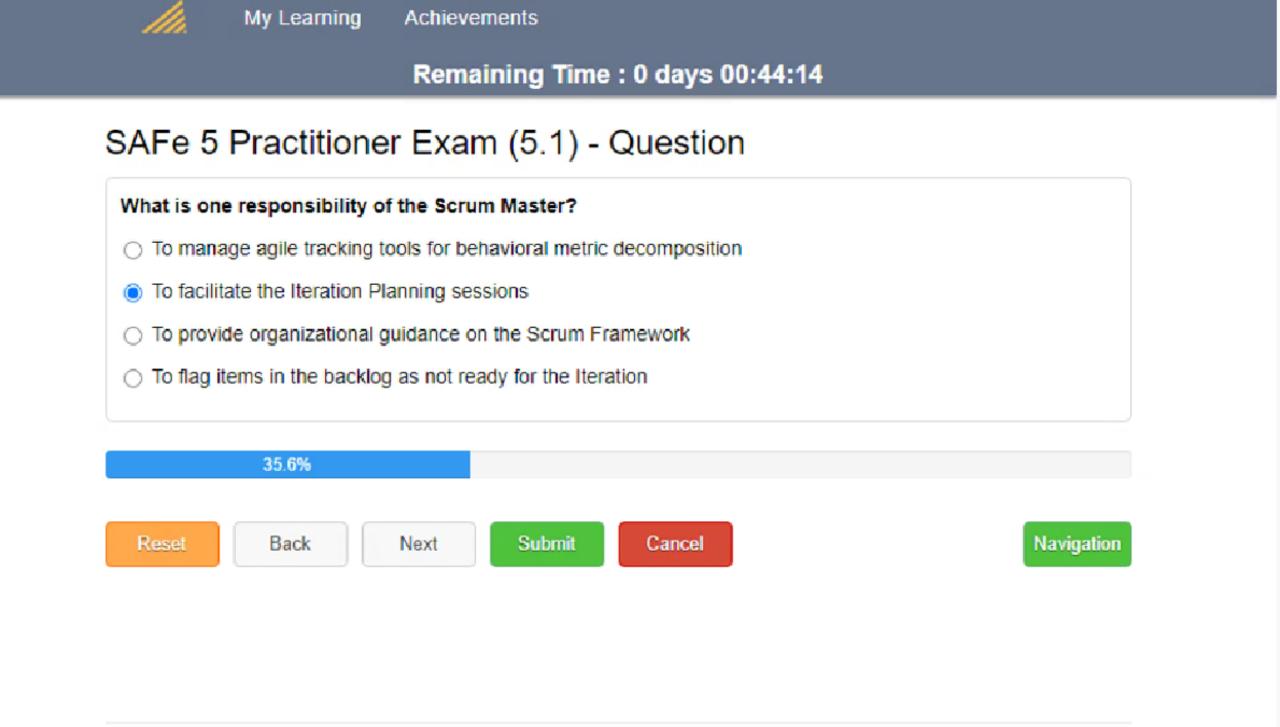 My Learning Achievements
Remaining Time : 0 days 00:44:14
SAFe 5 Practitioner Exam (5.1) - Question
What is one responsibility of the Scrum Master?
To manage agile tracking tools for behavioral metric decomposition
To facilitate the Iteration Planning sessions
To provide organizational guidance on the Scrum Framework
To flag items in the backlog as not ready for the Iteration
35.6%
Reset Back Next Submit Cancel Navigation